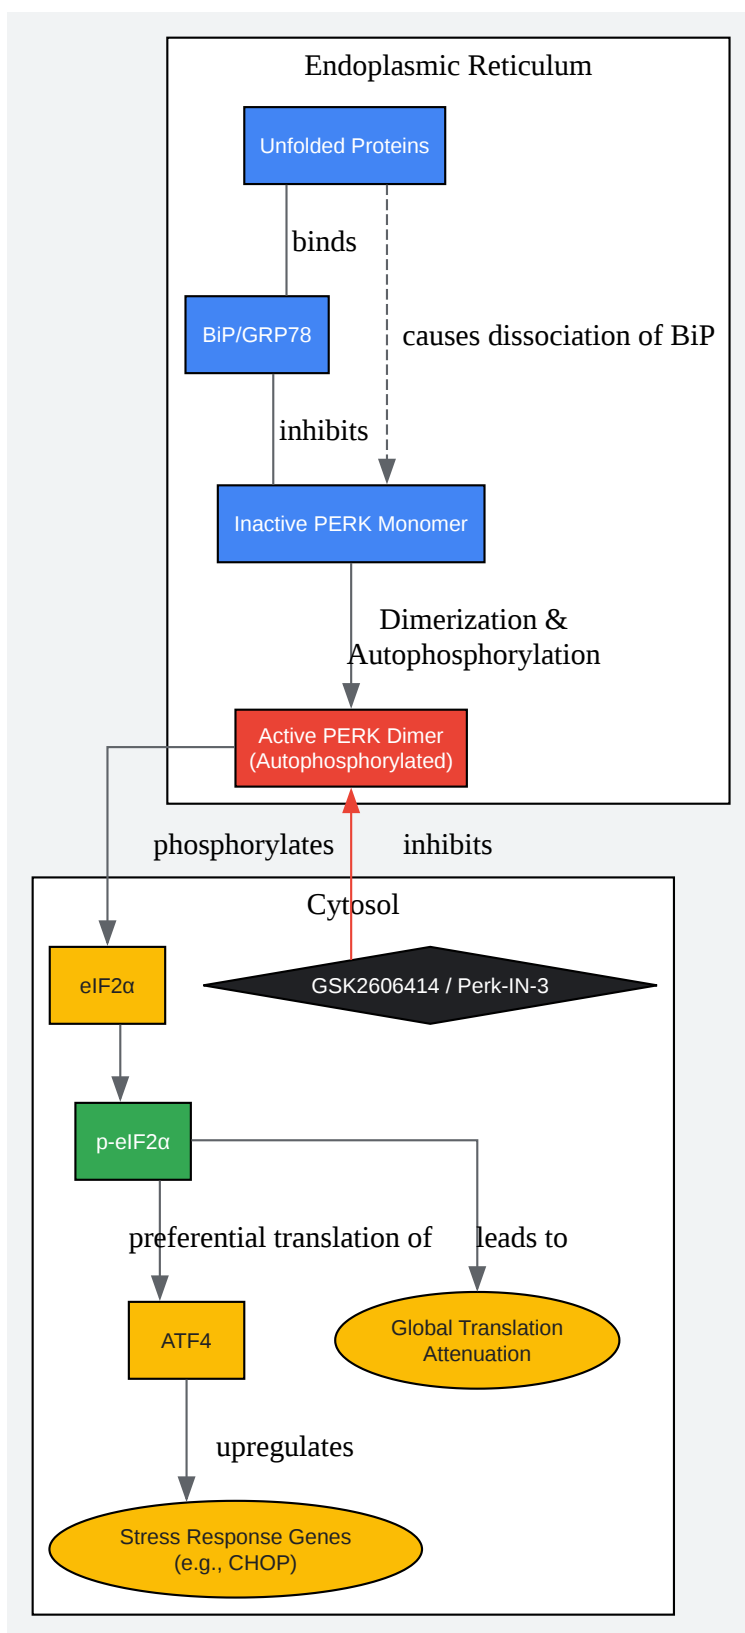 Endoplasmic Reticulum
Unfolded Proteins
binds
BiP/GRP78
causes dissociation of BiP
inhibits
Inactive PERK Monomer
Dimerization &
Autophosphorylation
Active PERK Dimer
(Autophosphorylated)
phosphorylates
inhibits
Cytosol
eIF2α
GSK2606414 / Perk-IN-3
p-eIF2α
preferential translation of
leads to
ATF4
Global Translation
Attenuation
upregulates
Stress Response Genes
(e.g., CHOP)